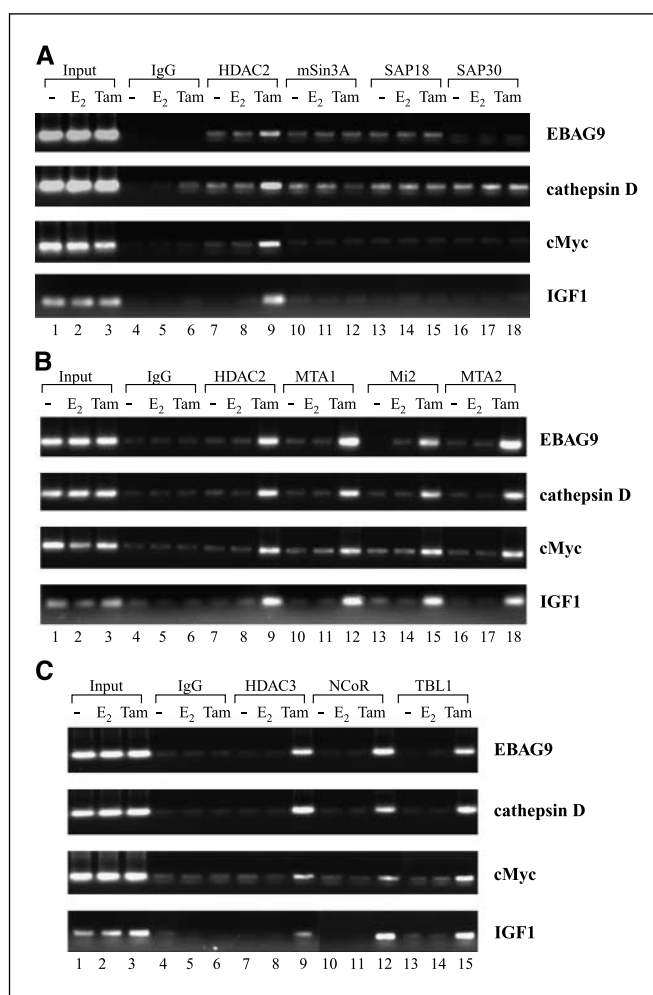 A
Input IgG HDAC2 mSin3A SAP18 SAP30
- E2 Tam - E2 Tam - E2 Tam - E2 Tam - E2 Tam - E2 Tam
EBAG9
cathepsin D
cMyc
IGF1
1 2 3 4 5 6 7 8 9 10 11 12 13 14 15 16 17 18
B
Input IgG HDAC2 MTA1 Mi2 MTA2
- E2 Tam - E2 Tam - E2 Tam - E2 Tam - E2 Tam - E2 Tam
EBAG9
cathepsin D
cMyc
IGF1
1 2 3 4 5 6 7 8 9 10 11 12 13 14 15 16 17 18
C
Input IgG HDAC3 NCoR TBL1
- E2 Tam - E2 Tam - E2 Tam - E2 Tam - E2 Tam
EBAG9
cathepsin D
cMyc
IGF1
1 2 3 4 5 6 7 8 9 10 11 12 13 14 15